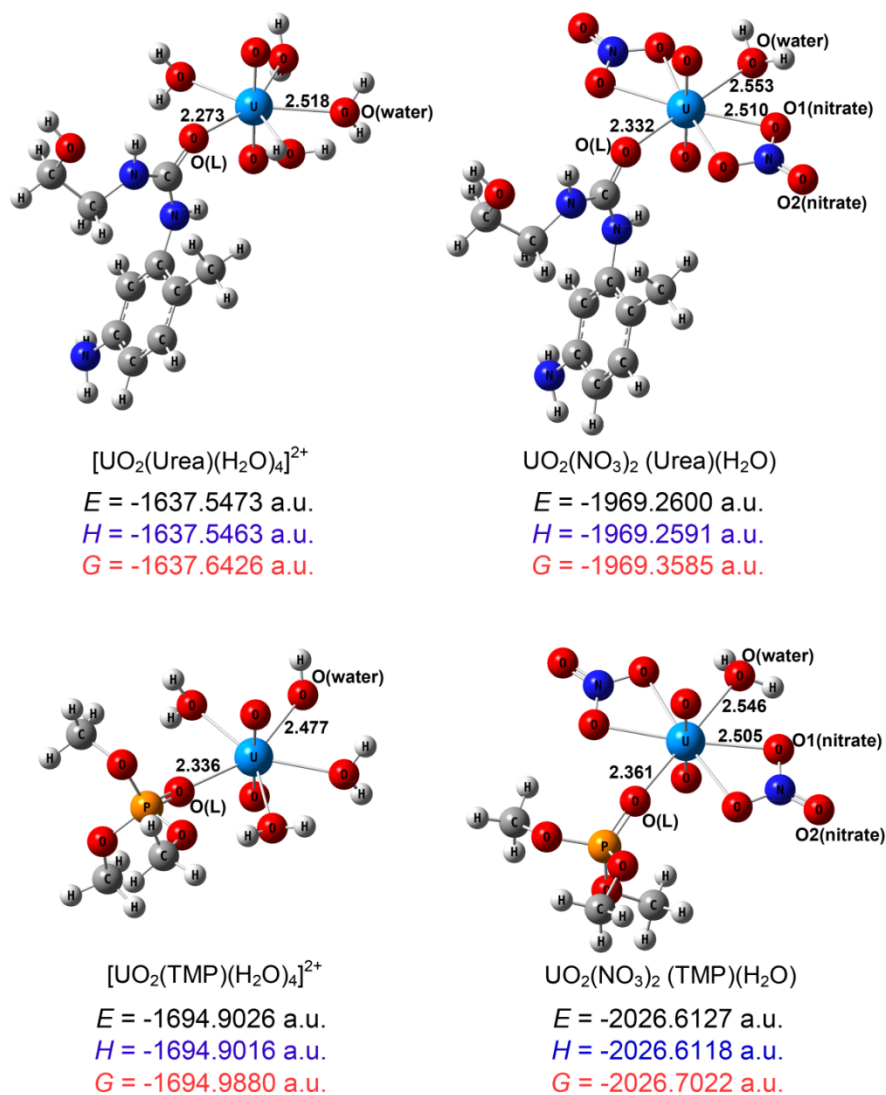 O(water)
2.273
2.518
O(L)
[UO₂(Urea)(H₂O)₄]²⁺
E = -1637.5473 a.u.
H = -1637.5463 a.u.
G = -1637.6426 a.u.
O(water)
2.553
2.510
O1(nitrate)
2.332
O(L)
O2(nitrate)
UO₂(NO₃)₂ (Urea)(H₂O)
E = -1969.2600 a.u.
H = -1969.2591 a.u.
G = -1969.3585 a.u.
O(water)
2.477
2.336
O(L)
[UO₂(TMP)(H₂O)₄]²⁺
E = -1694.9026 a.u.
H = -1694.9016 a.u.
G = -1694.9880 a.u.
O(water)
2.546
2.505
O1(nitrate)
2.361
O(L)
O2(nitrate)
UO₂(NO₃)₂ (TMP)(H₂O)
E = -2026.6127 a.u.
H = -2026.6118 a.u.
G = -2026.7022 a.u.